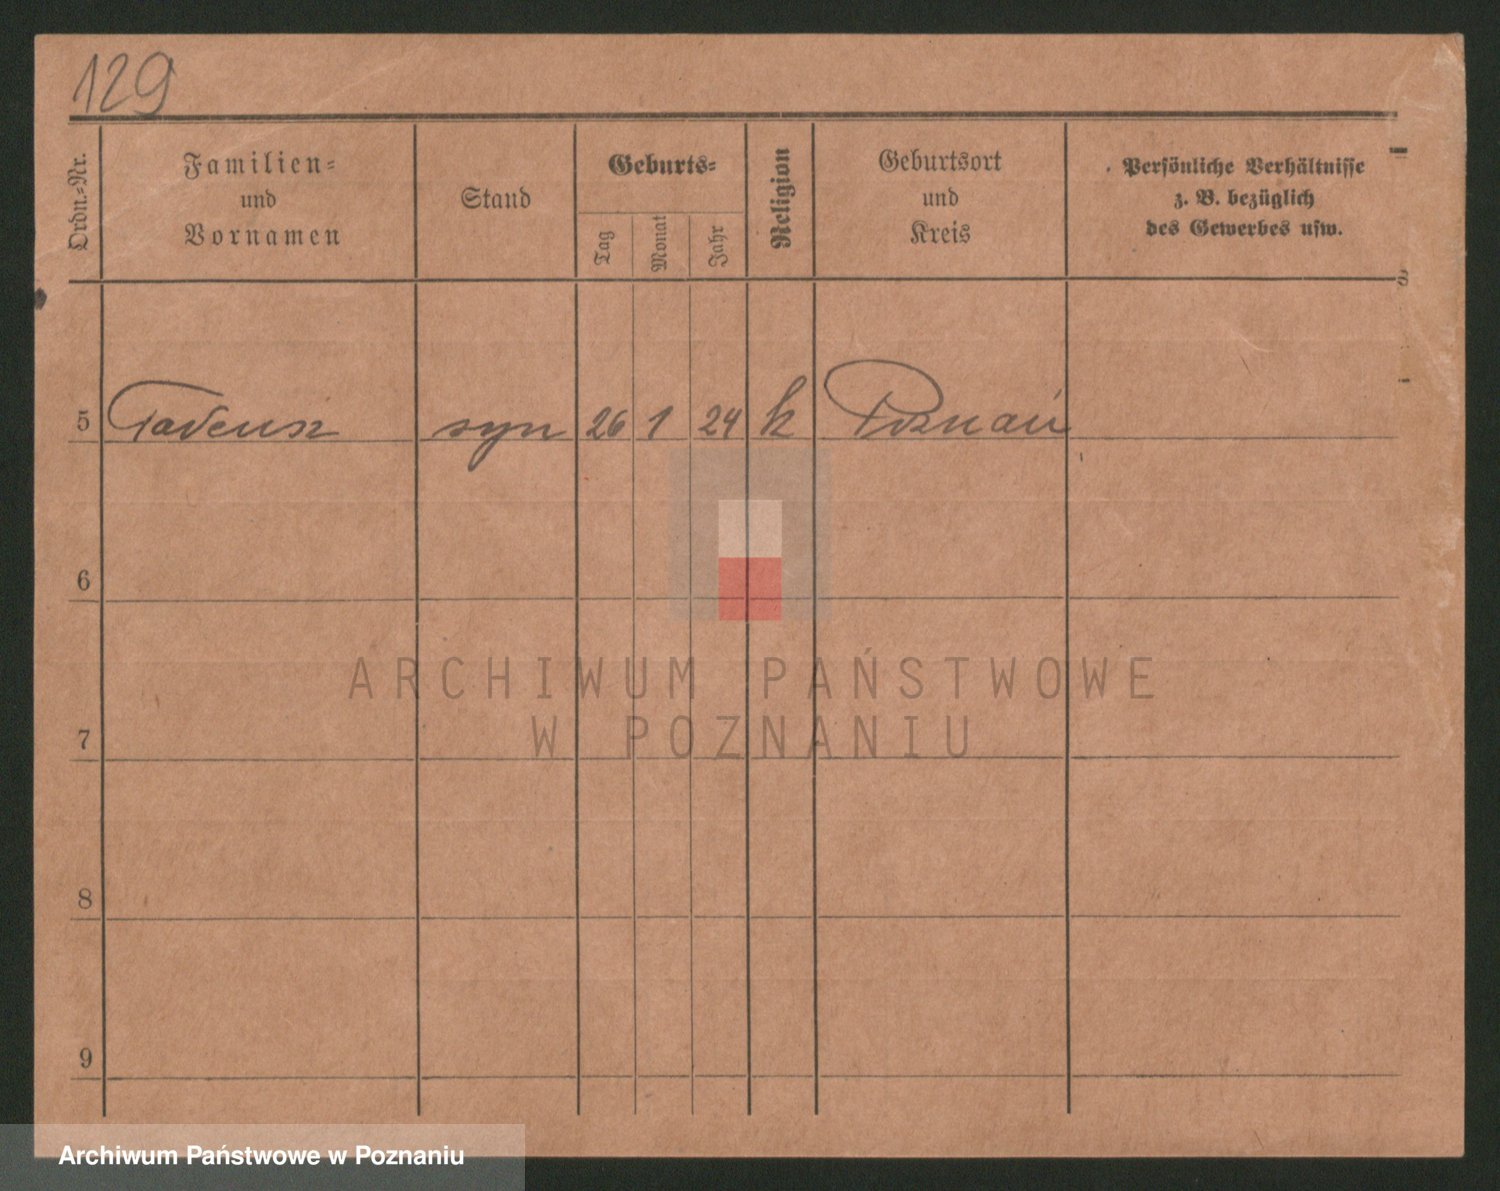 129
Ordn.-Nr.
Familien-
und
Vornamen
Stand
Geburts-
Tag
Monat
Jahr
Religion
Geburtsort
und
Kreis
Persönliche Verhältnisse
z. B. bezüglich
des Gewerbes usw.
5 Tadeusz syn 26 1 24 k Poznań
6
7
8
9
ARCHIWUM PAŃSTWOWE
W POZNANIU
Archiwum Państwowe w Poznaniu